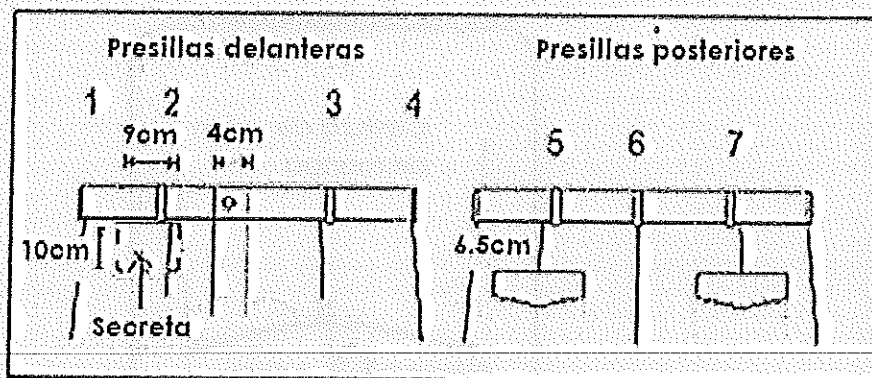 Presillas delanteras
1 2 3 4
9cm 4cm
10cm
Secreta
Presillas posteriores
5 6 7
6.5cm